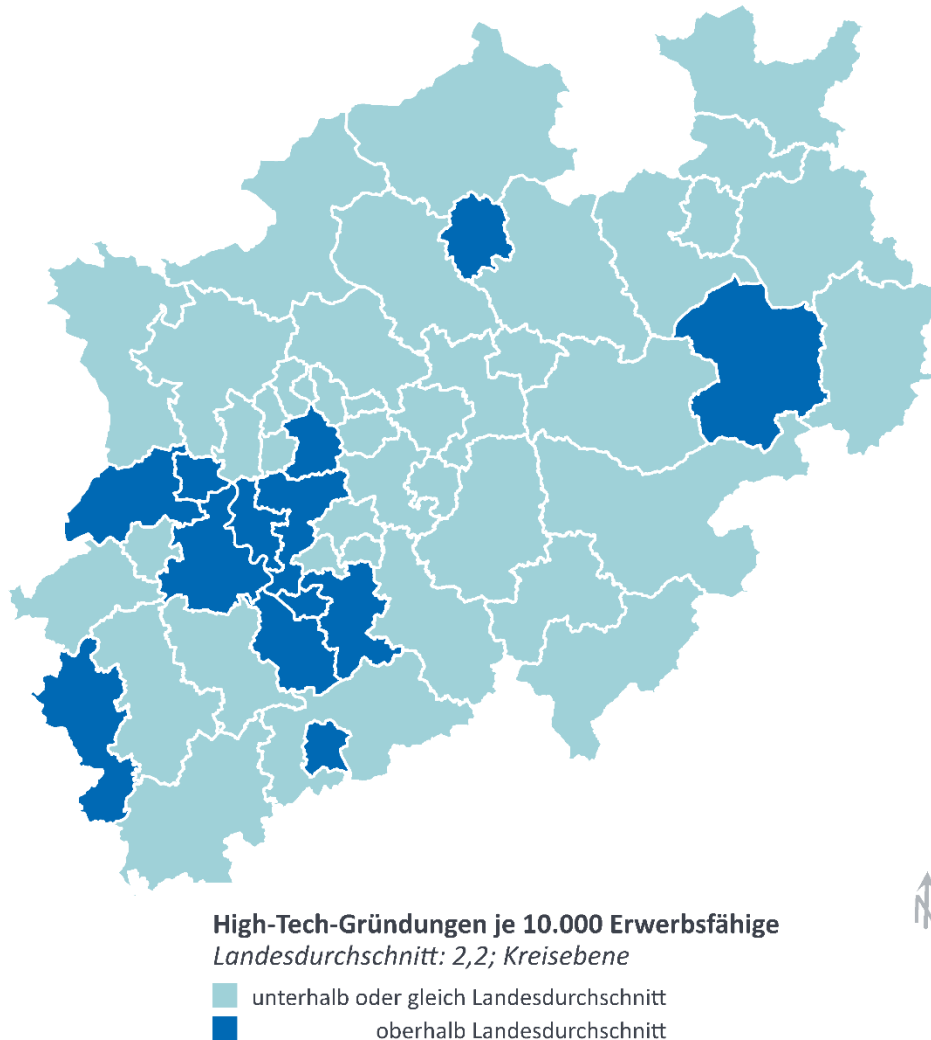 High-Tech-Gründungen je 10.000 Erwerbsfähige
Landesdurchschnitt: 2,2; Kreisebene
unterhalb oder gleich Landesdurchschnitt
oberhalb Landesdurchschnitt
N